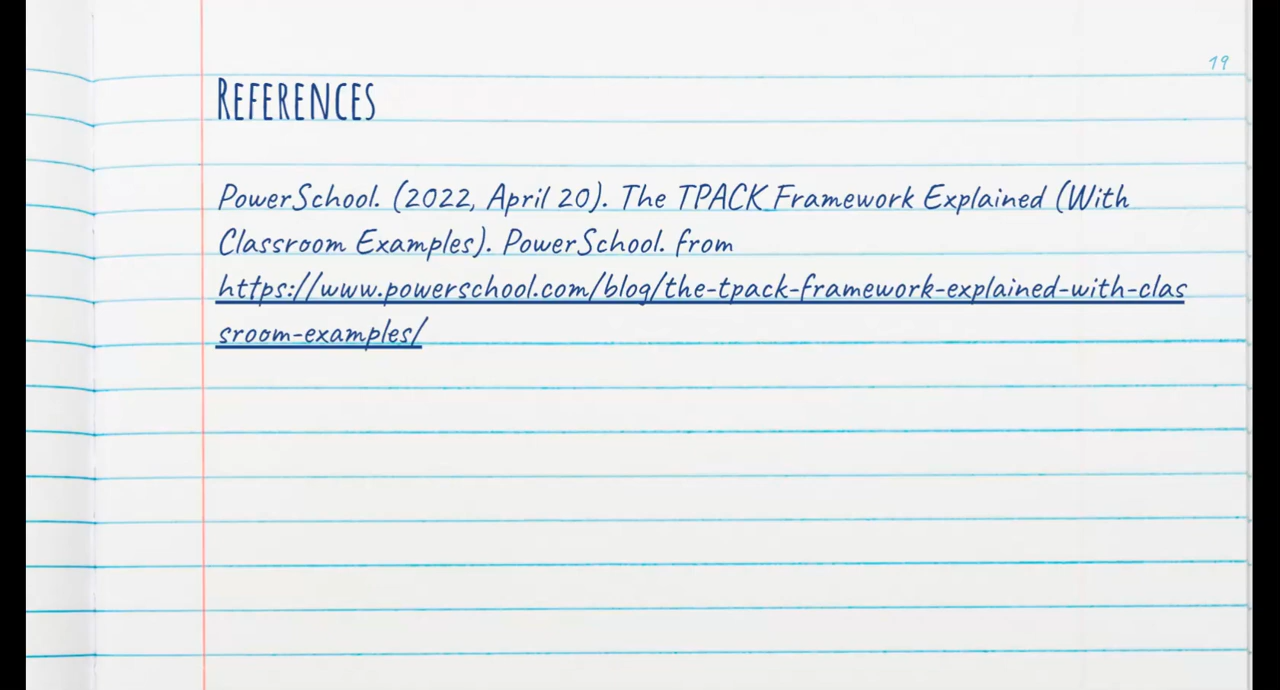 19
REFERENCES
PowerSchool. (2022, April 20). The TPACK Framework Explained (With
Classroom Examples). PowerSchool. from
https://www.powerschool.com/blog/the-tpack-framework-explained-with-clas
sroom-examples/